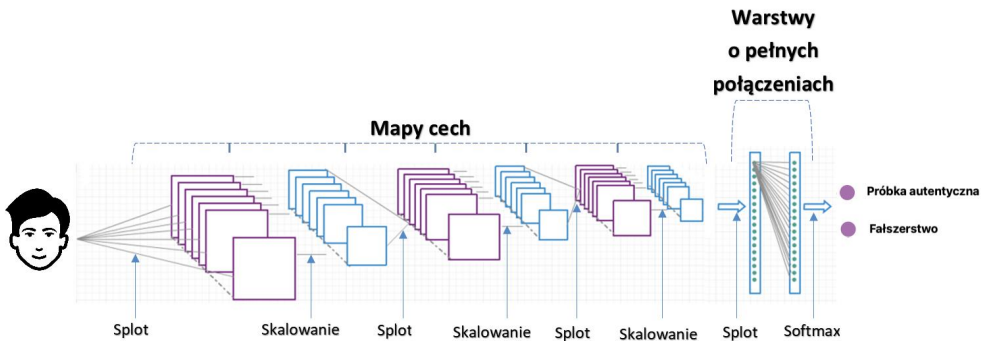 Warstwy
o pełnych
połączeniach
Mapy cech
Próbka autentyczna
Fałszerstwo
Splot
Skalowanie
Splot
Skalowanie
Splot
Skalowanie
Splot
Softmax